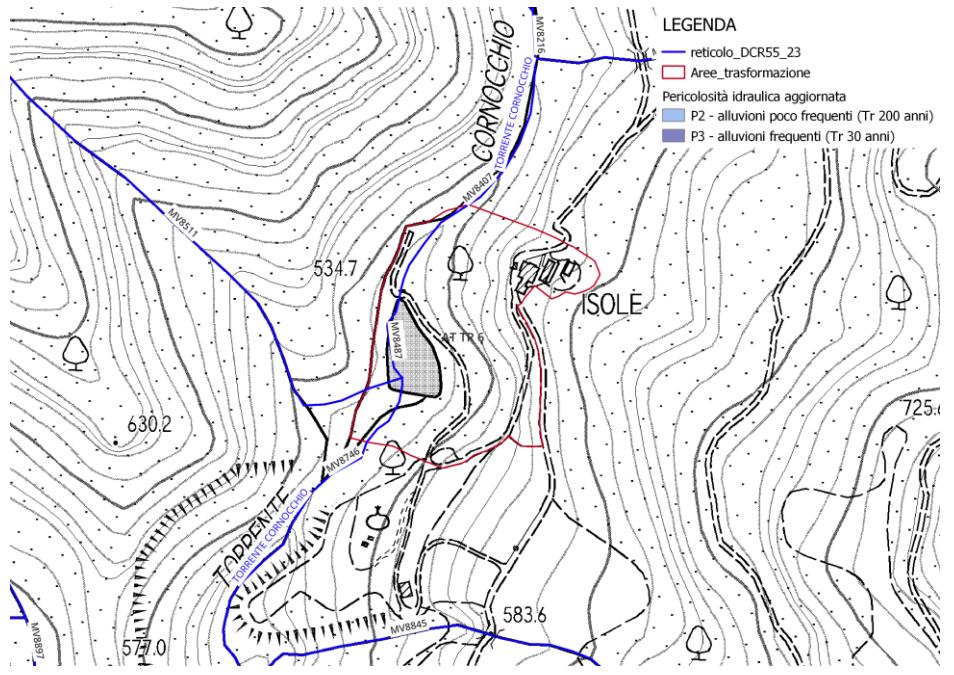 LEGENDA
reticolo_DCR55_23
Aree_trasformazione
Pericolosità idraulica aggiornata
P2 - alluvioni poco frequenti (Tr 200 anni)
P3 - alluvioni frequenti (Tr 30 anni)
MV8216
CORNOCCHIO
TORRENTE CORNOCCHIO
MV8407
MV8511
534.7
ISOLE
MV8487
AT TR 6
630.2
725.6
MV8746
TORRENTE
TORRENTE CORNOCCHIO
583.6
MV8845
MV8897
577.0